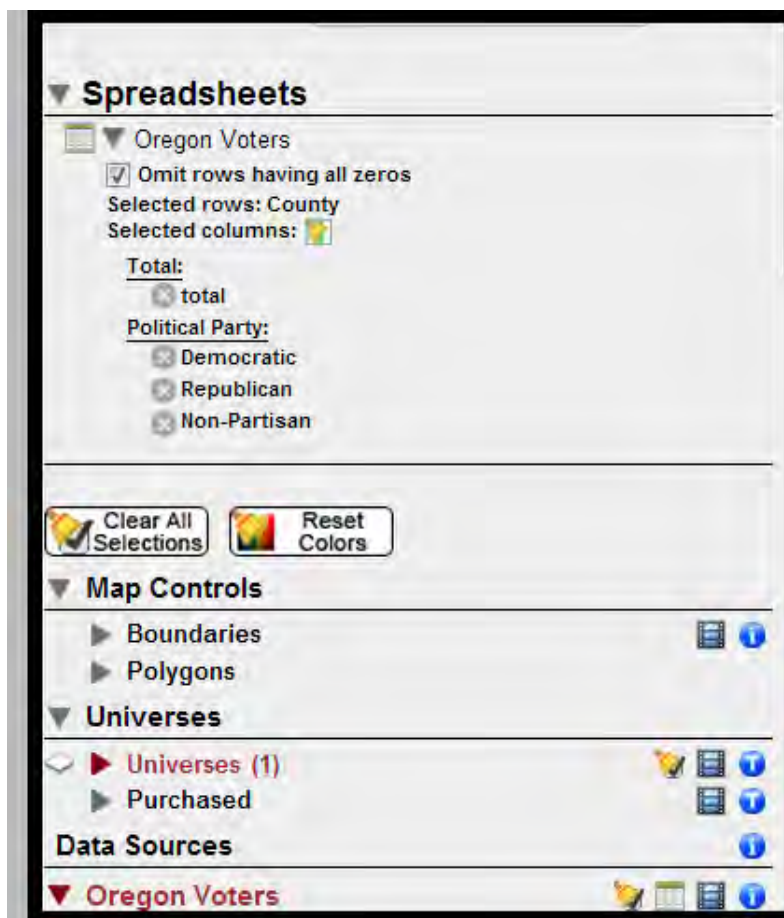 Spreadsheets
Oregon Voters
Omit rows having all zeros
Selected rows: County
Selected columns:
Total:
total
Political Party:
Democratic
Republican
Non-Partisan
Clear All
Selections
Reset
Colors
Map Controls
Boundaries
Polygons
Universes
Universes (1)
Purchased
Data Sources
Oregon Voters